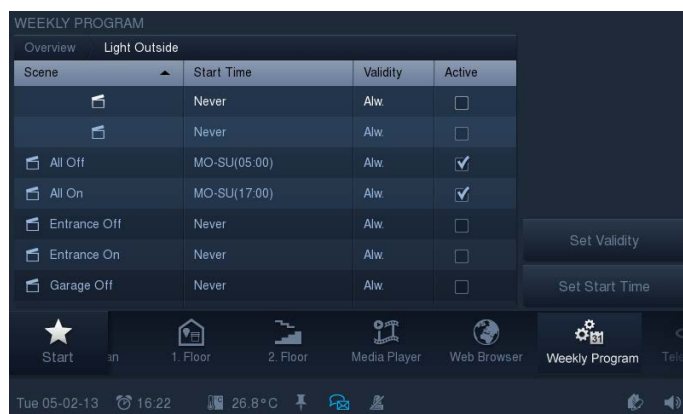 WEEKLY PROGRAM
Overview Light Outside
Scene Start Time Validity Active
Never Alw.
Never Alw.
All Off MO-SU(05:00) Alw.
All On MO-SU(17:00) Alw.
Entrance Off Never Alw.
Entrance On Never Alw.
Garage Off Never Alw.
Set Validity
Set Start Time
31
Start 1. Floor 2. Floor Media Player Web Browser Weekly Program
Tue 05-02-13 16:22 26.8°C